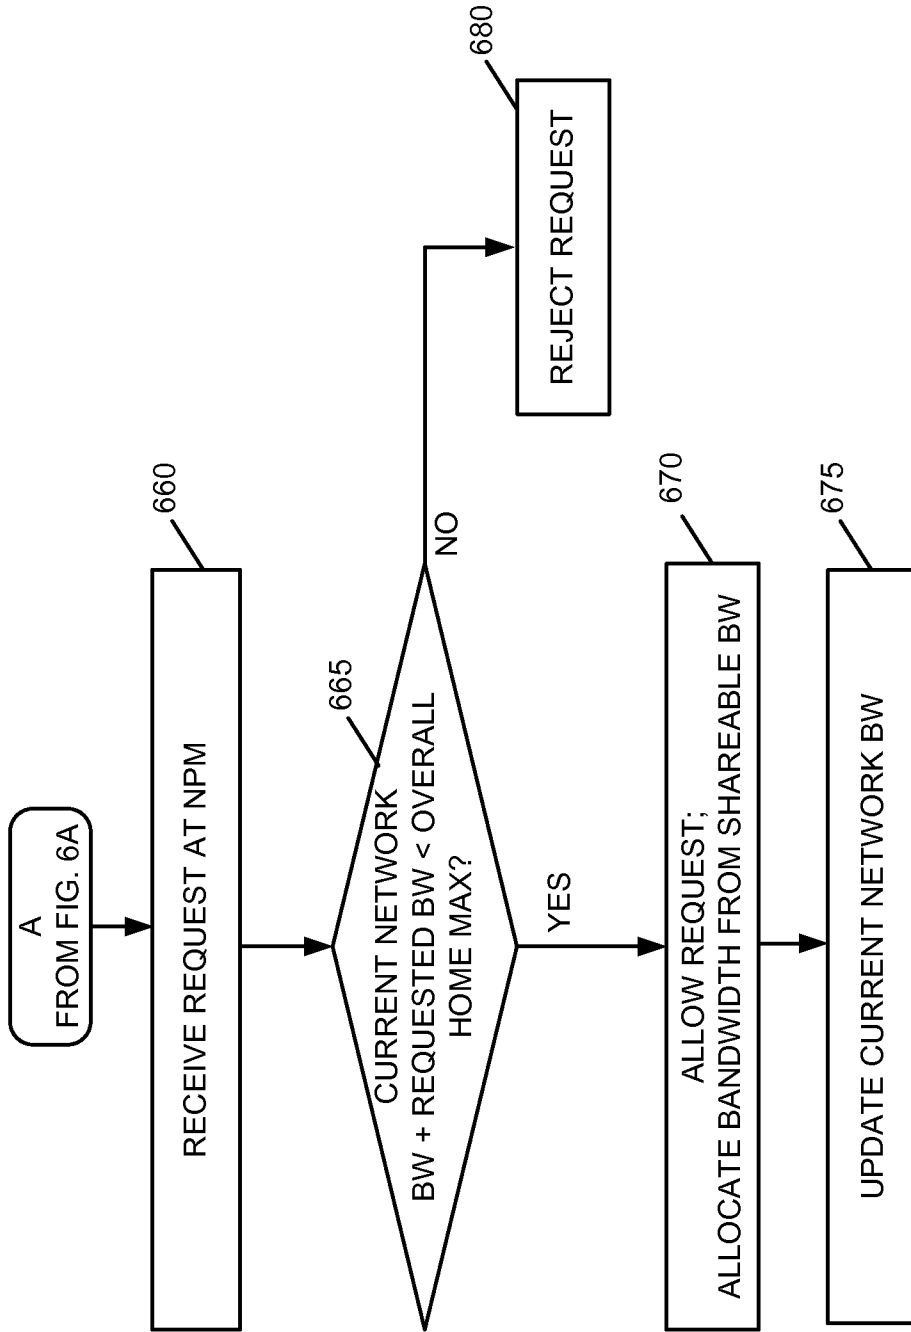 A
FROM FIG. 6A
RECEIVE REQUEST AT NPM
660
665
CURRENT NETWORK
BW + REQUESTED BW < OVERALL
HOME MAX?
NO
680
REJECT REQUEST
YES
670
ALLOW REQUEST;
ALLOCATE BANDWIDTH FROM SHAREABLE BW
675
UPDATE CURRENT NETWORK BW